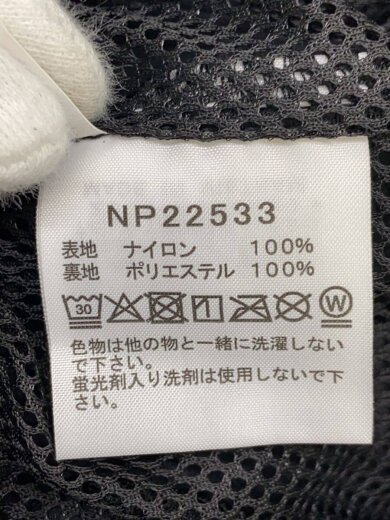 NP22533
表地 ナイロン 100%
裏地 ポリエステル 100%
30 W
色物は他の物と一緒に洗濯しない
で下さい。
蛍光剤入り洗剤は使用しないで下
さい。